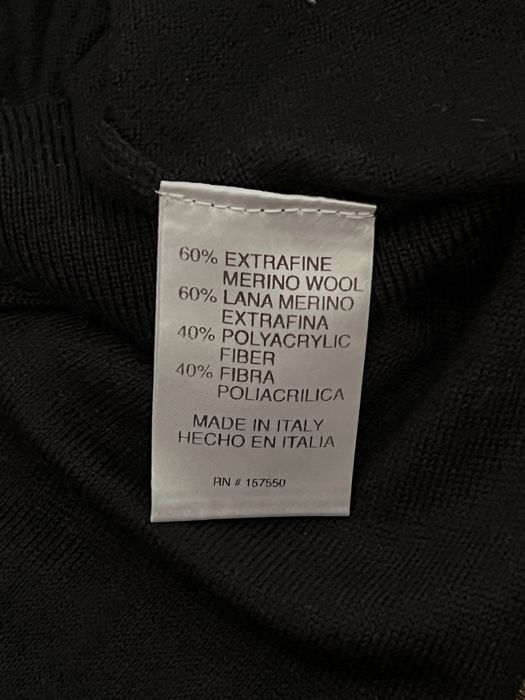 60% EXTRAFINE
MERINO WOOL
60% LANA MERINO
EXTRAFINA
40% POLYACRYLIC
FIBER
40% FIBRA
POLIACRILICA
MADE IN ITALY
HECHO EN ITALIA
RN # 157550